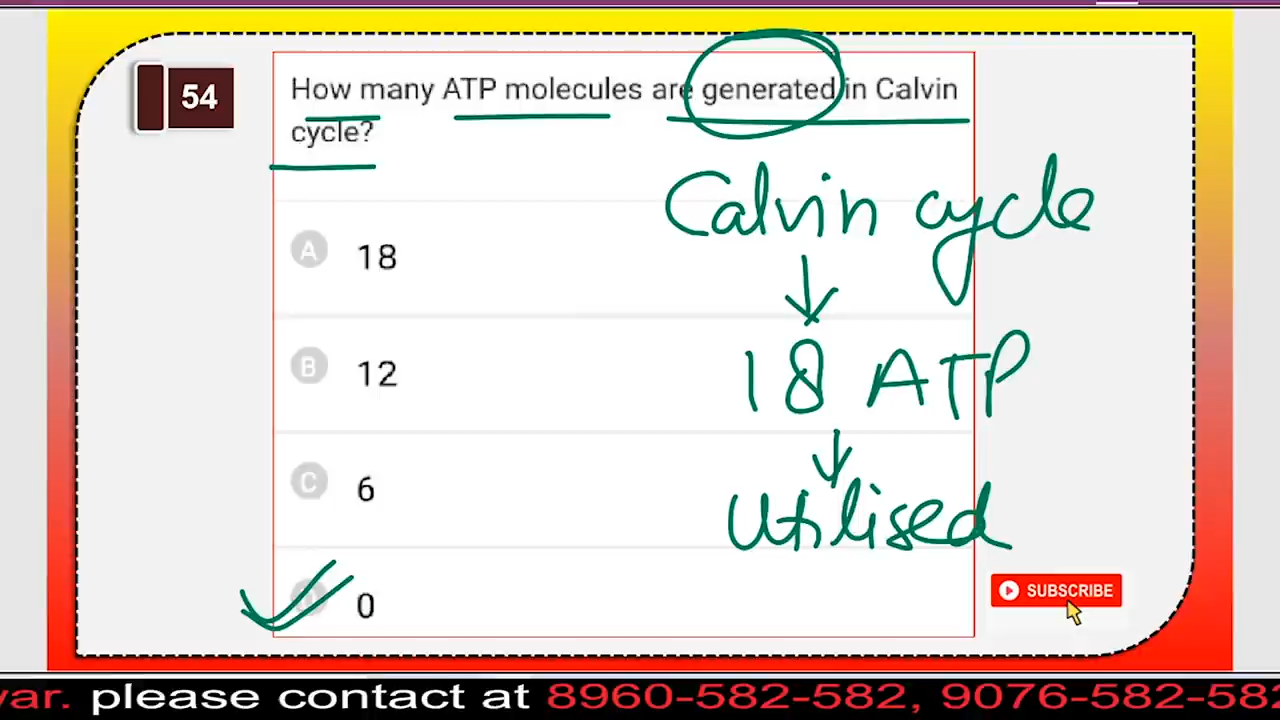 54
How many ATP molecules are generated in Calvin
cycle?
Calvin cycle
A 18
18 ATP
B 12
C 6
Utilised
0
SUBSCRIBE
var. please contact at 8960-582-582, 9076-582-582